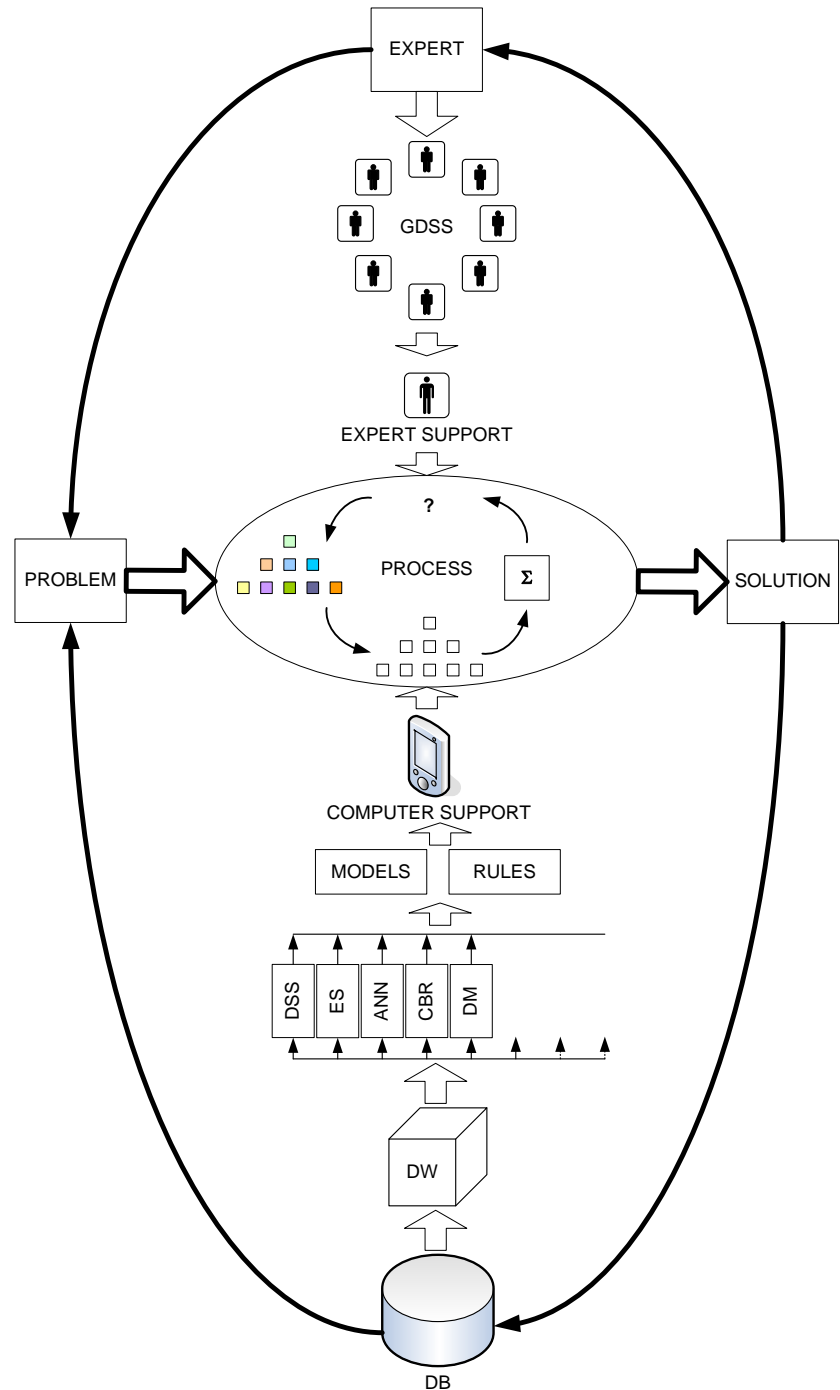 EXPERT
GDSS
EXPERT SUPPORT
?
PROBLEM
PROCESS
Σ
SOLUTION
COMPUTER SUPPORT
MODELS
RULES
DSS
ES
ANN
CBR
DM
DW
DB